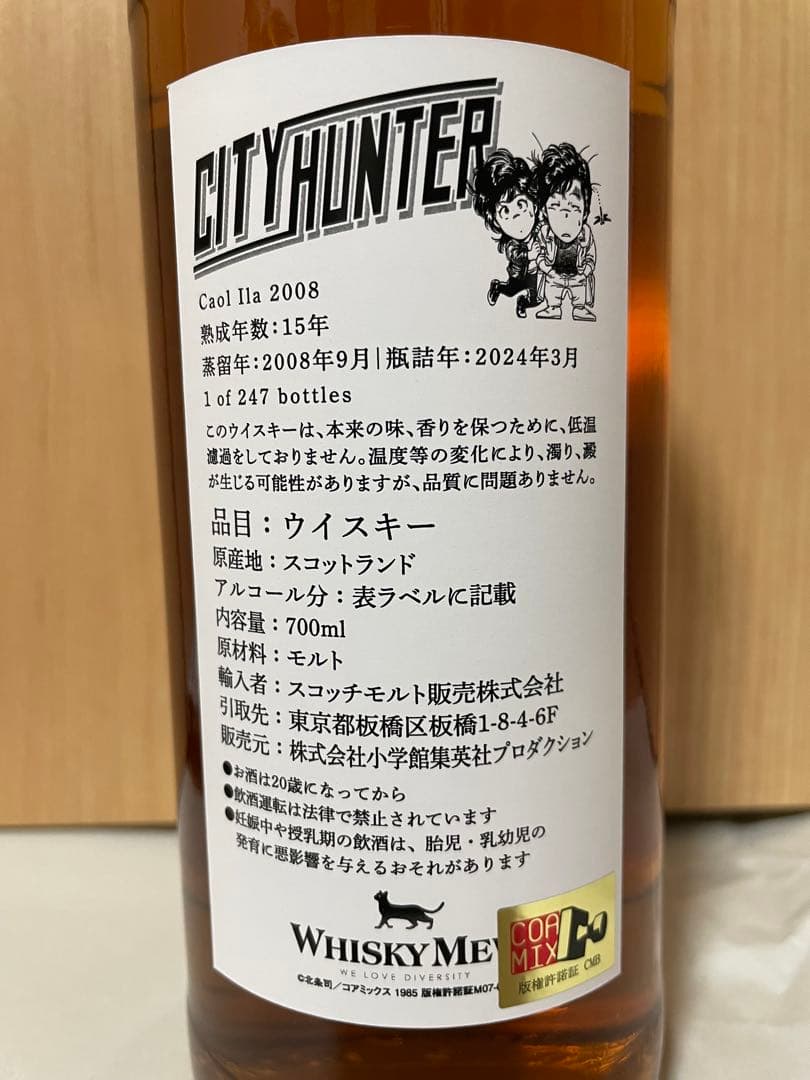 CITYHUNTER
Caol Ila 2008
熟成年数：15年
蒸留年：2008年9月|瓶詰年：2024年3月
1 of 247 bottles
このウイスキーは、本来の味、香りを保つために、低温
濾過をしておりません。温度等の変化により、濁り、澱
が生じる可能性がありますが、品質に問題ありません。
品目：ウイスキー
原産地：スコットランド
アルコール分：表ラベルに記載
内容量：700ml
原材料：モルト
輸入者：スコッチモルト販売株式会社
引取先：東京都板橋区板橋1-8-4-6F
販売元：株式会社小学館集英社プロダクション
●お酒は20歳になってから
●飲酒運転は法律で禁止されています
●妊娠中や授乳期の飲酒は、胎児・乳幼児の
発育に悪影響を与えるおそれがあります
WHISKY MEW
WE LOVE DIVERSITY
©北条司／コアミックス 1985 版権許諾証M07-
COA
MIX
版権許諾証 CMB